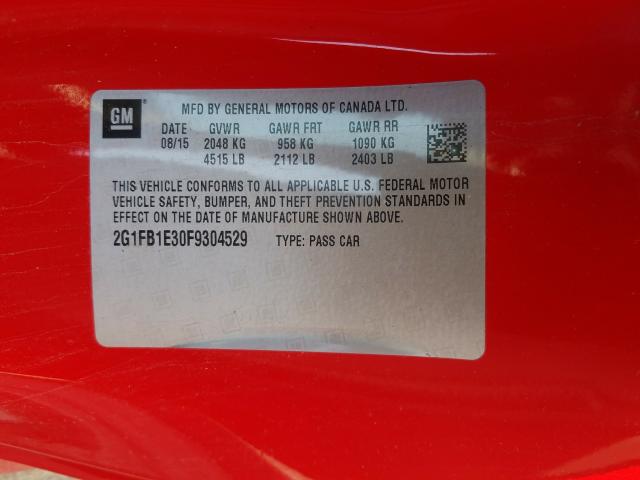 GM MFD BY GENERAL MOTORS OF CANADA LTD.
DATE GVWR GAWR FRT GAWR RR
08/15 2048 KG 958 KG 1090 KG
4515 LB 2112 LB 2403 LB
THIS VEHICLE CONFORMS TO ALL APPLICABLE U.S. FEDERAL MOTOR
VEHICLE SAFETY, BUMPER, AND THEFT PREVENTION STANDARDS IN
EFFECT ON THE DATE OF MANUFACTURE SHOWN ABOVE.
2G1FB1E30F9304529 TYPE: PASS CAR